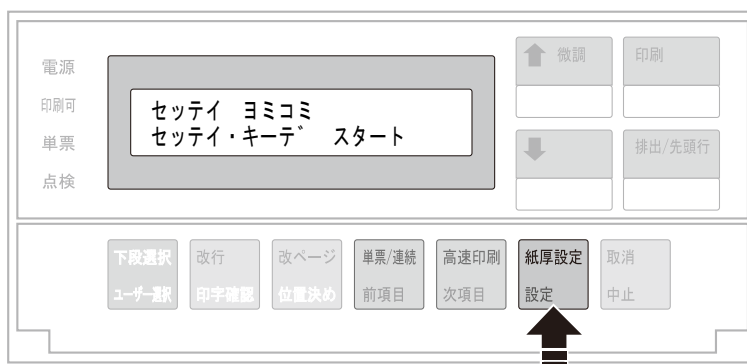 電源
印刷可
単票
点検
セッテイ　ヨミコミ
セッテイ・キーデ゛　スタート
微調
印刷
排出/先頭行
下段選択
ユーザー選択
改行
印字確認
改ページ
位置決め
単票/連続
前項目
高速印刷
次項目
紙厚設定
設定
取消
中止